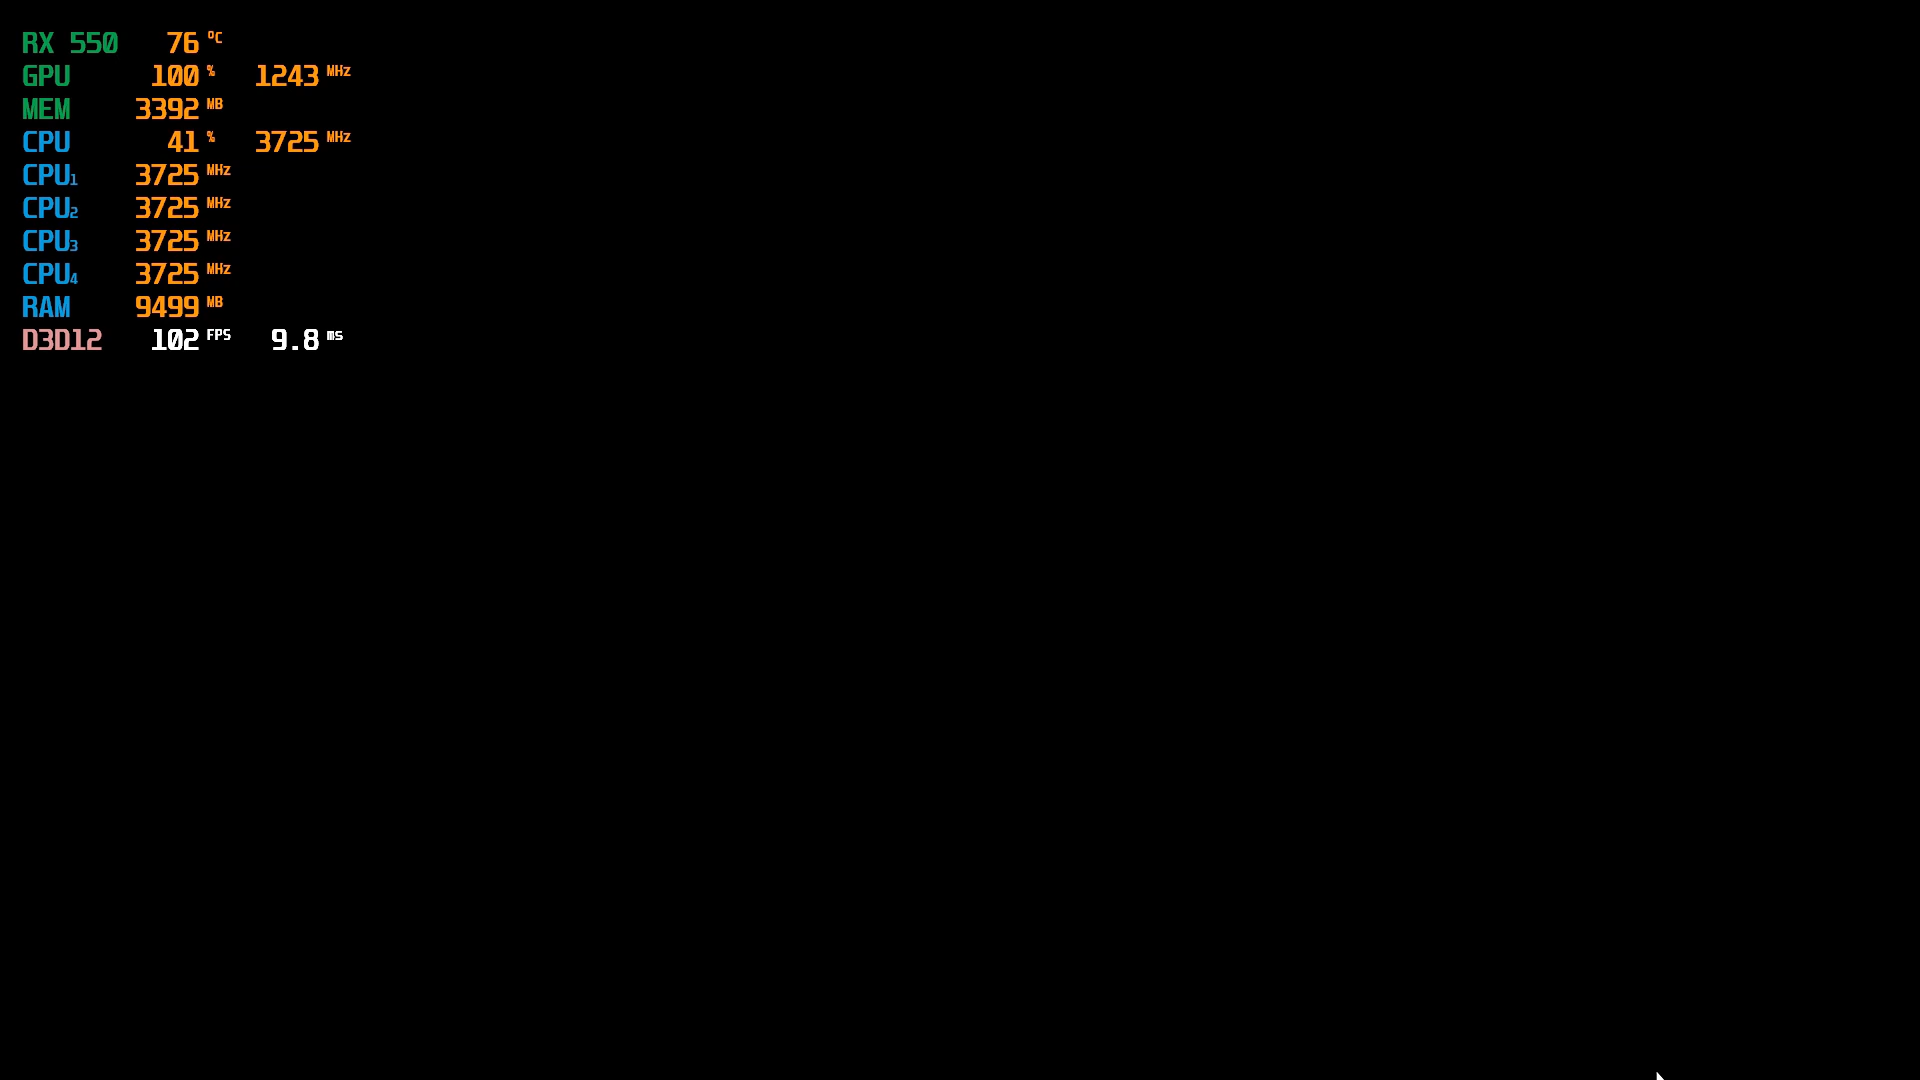 RX 550 76 °C
GPU 100 % 1243 MHz
MEM 3392 MB
CPU 41 % 3725 MHz
CPU1 3725 MHz
CPU2 3725 MHz
CPU3 3725 MHz
CPU4 3725 MHz
RAM 9499 MB
D3D12 102 FPS 9.8 ms